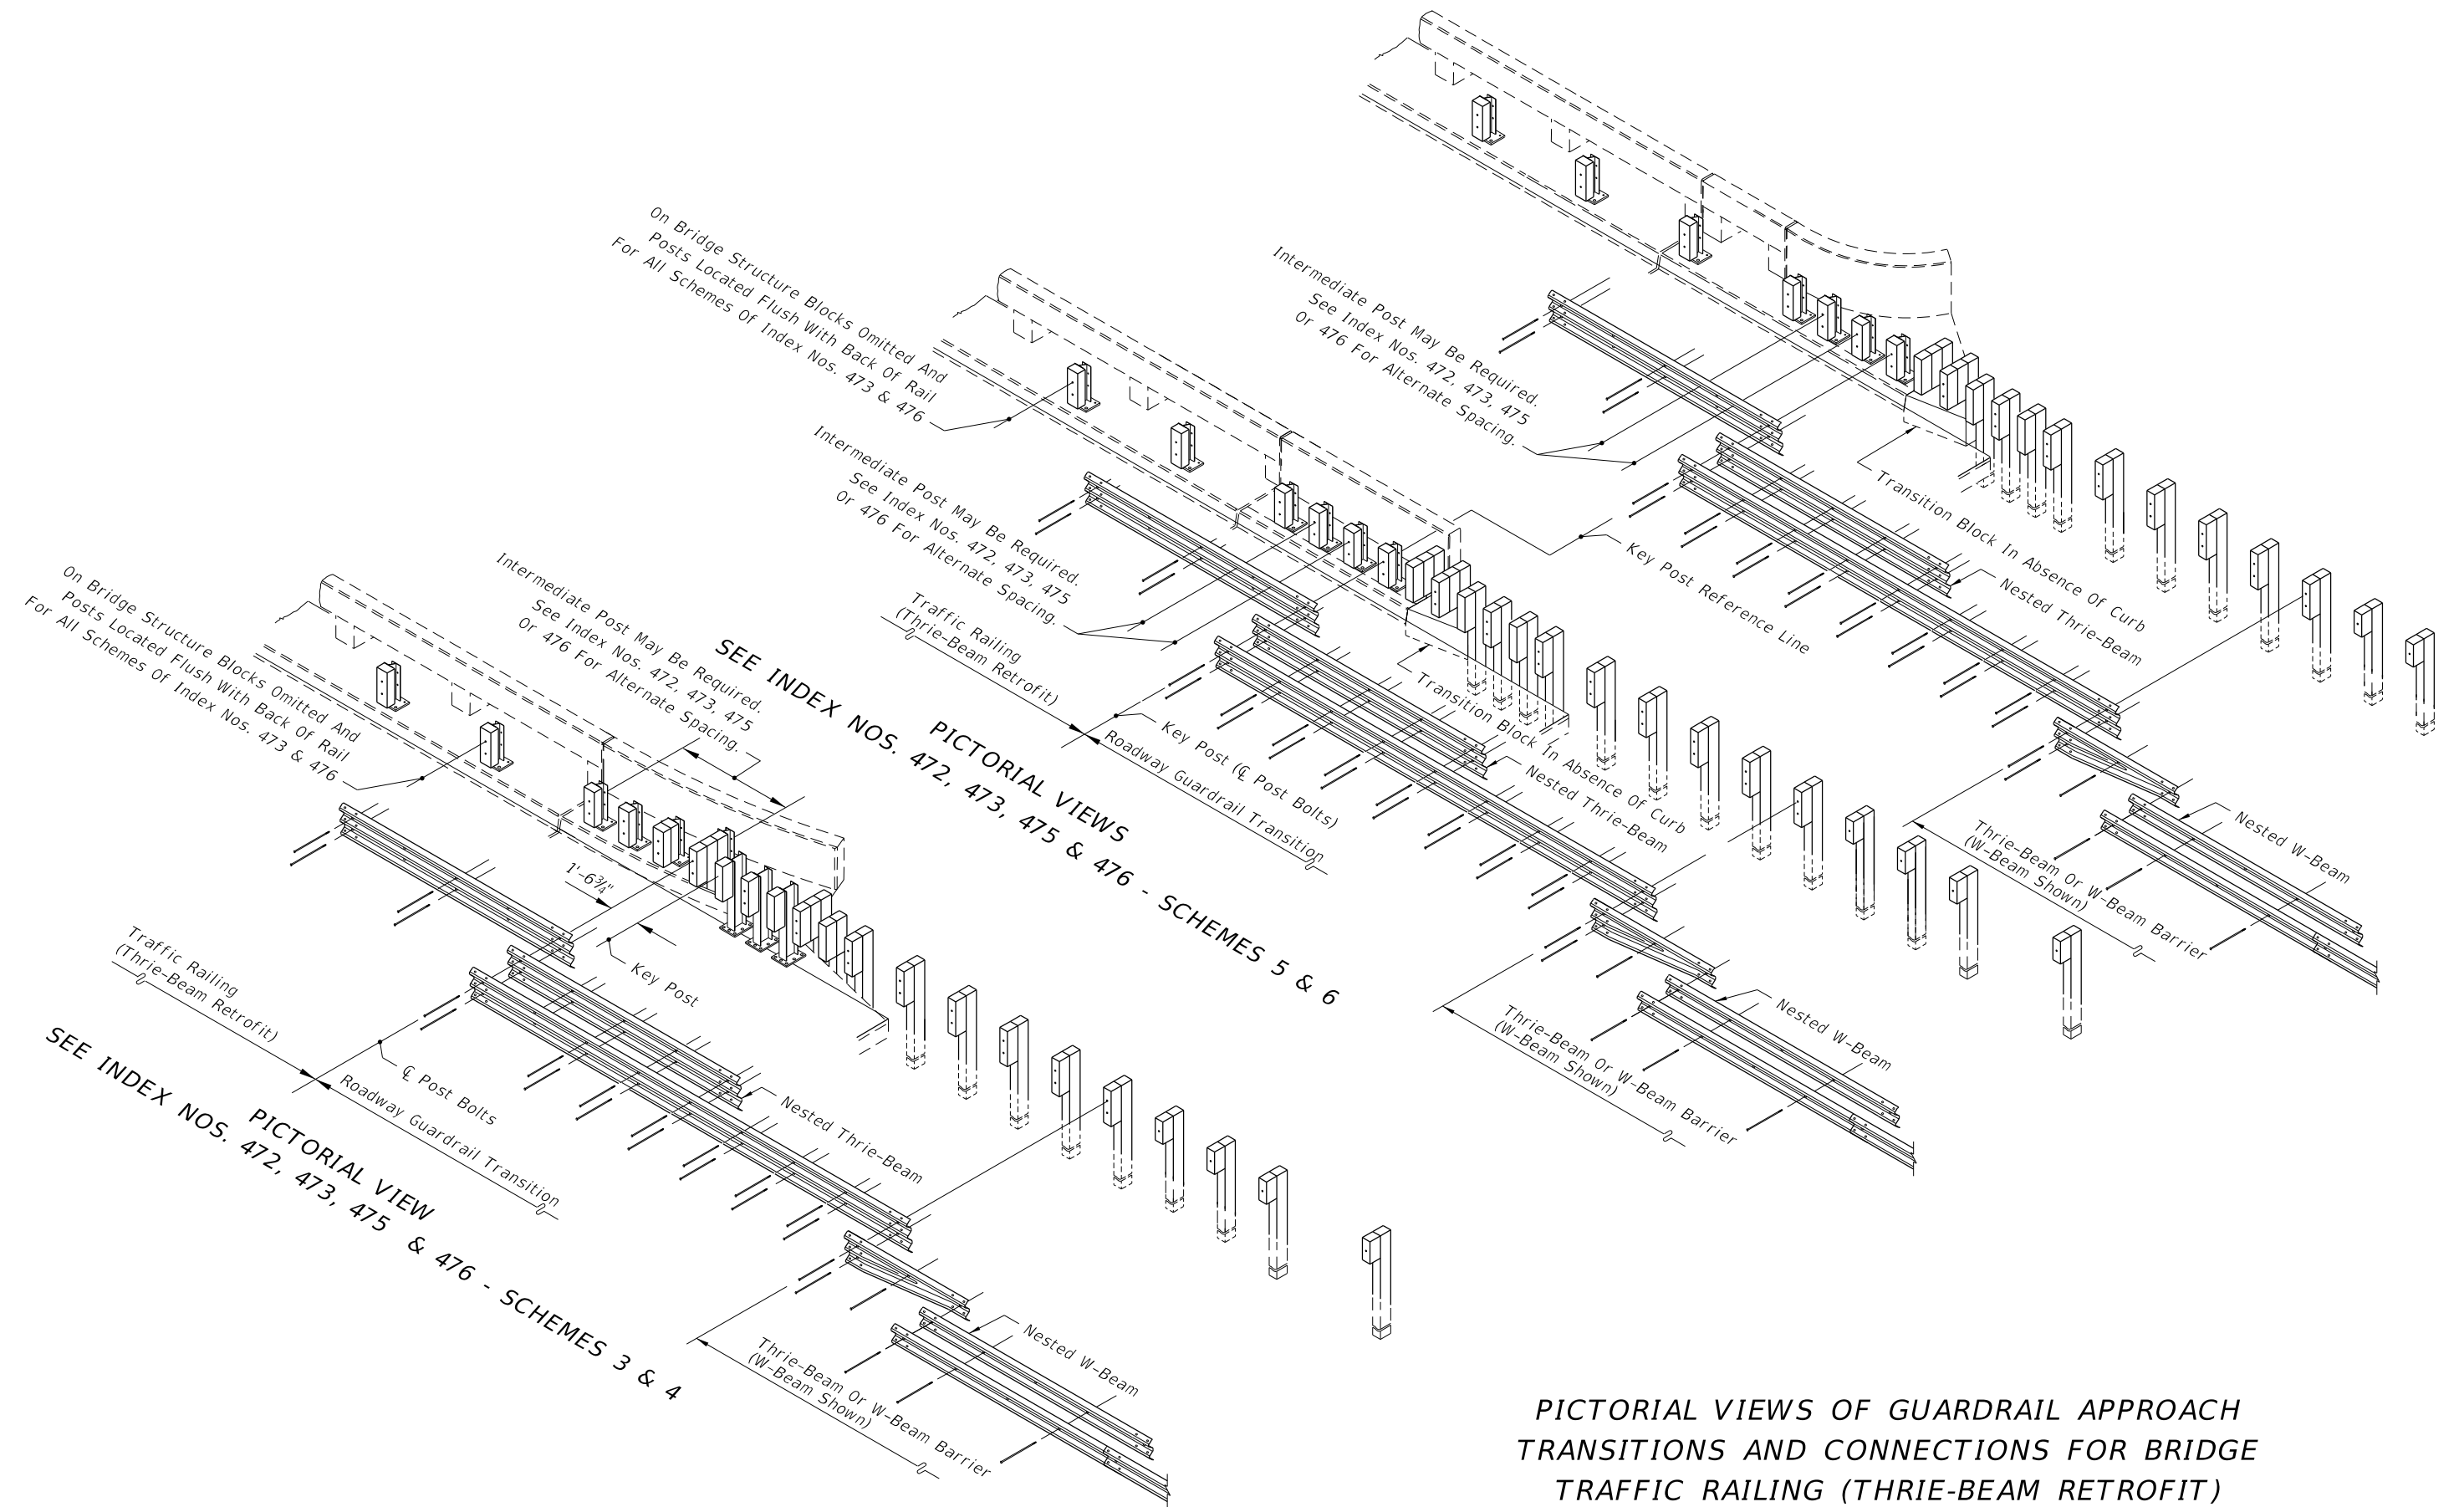 On Bridge Structure Blocks Omitted And
Posts Located Flush With Back Of Rail
For All Schemes Of Index Nos. 473 & 476
Intermediate Post May Be Required.
See Index Nos. 472, 473, 475
Or 476 For Alternate Spacing.
1'-6¾"
Key Post
Traffic Railing
(Thrie-Beam Retrofit)
℄ Post Bolts
Roadway Guardrail Transition
Nested Thrie-Beam
Thrie-Beam Or W-Beam Barrier
(W-Beam Shown)
Nested W-Beam
PICTORIAL VIEW
SEE INDEX NOS. 472, 473, 475 & 476 - SCHEMES 3 & 4
On Bridge Structure Blocks Omitted And
Posts Located Flush With Back Of Rail
For All Schemes Of Index Nos. 473 & 476
Intermediate Post May Be Required.
See Index Nos. 472, 473, 475
Or 476 For Alternate Spacing.
Traffic Railing
(Thrie-Beam Retrofit)
Key Post (℄ Post Bolts)
Roadway Guardrail Transition
Transition Block In Absence Of Curb
Nested Thrie-Beam
Thrie-Beam Or W-Beam Barrier
(W-Beam Shown)
Nested W-Beam
PICTORIAL VIEWS
SEE INDEX NOS. 472, 473, 475 & 476 - SCHEMES 5 & 6
Intermediate Post May Be Required.
See Index Nos. 472, 473, 475
Or 476 For Alternate Spacing.
Key Post Reference Line
Transition Block In Absence Of Curb
Nested Thrie-Beam
Thrie-Beam Or W-Beam Barrier
(W-Beam Shown)
Nested W-Beam
PICTORIAL VIEWS OF GUARDRAIL APPROACH
TRANSITIONS AND CONNECTIONS FOR BRIDGE
TRAFFIC RAILING (THRIE-BEAM RETROFIT)